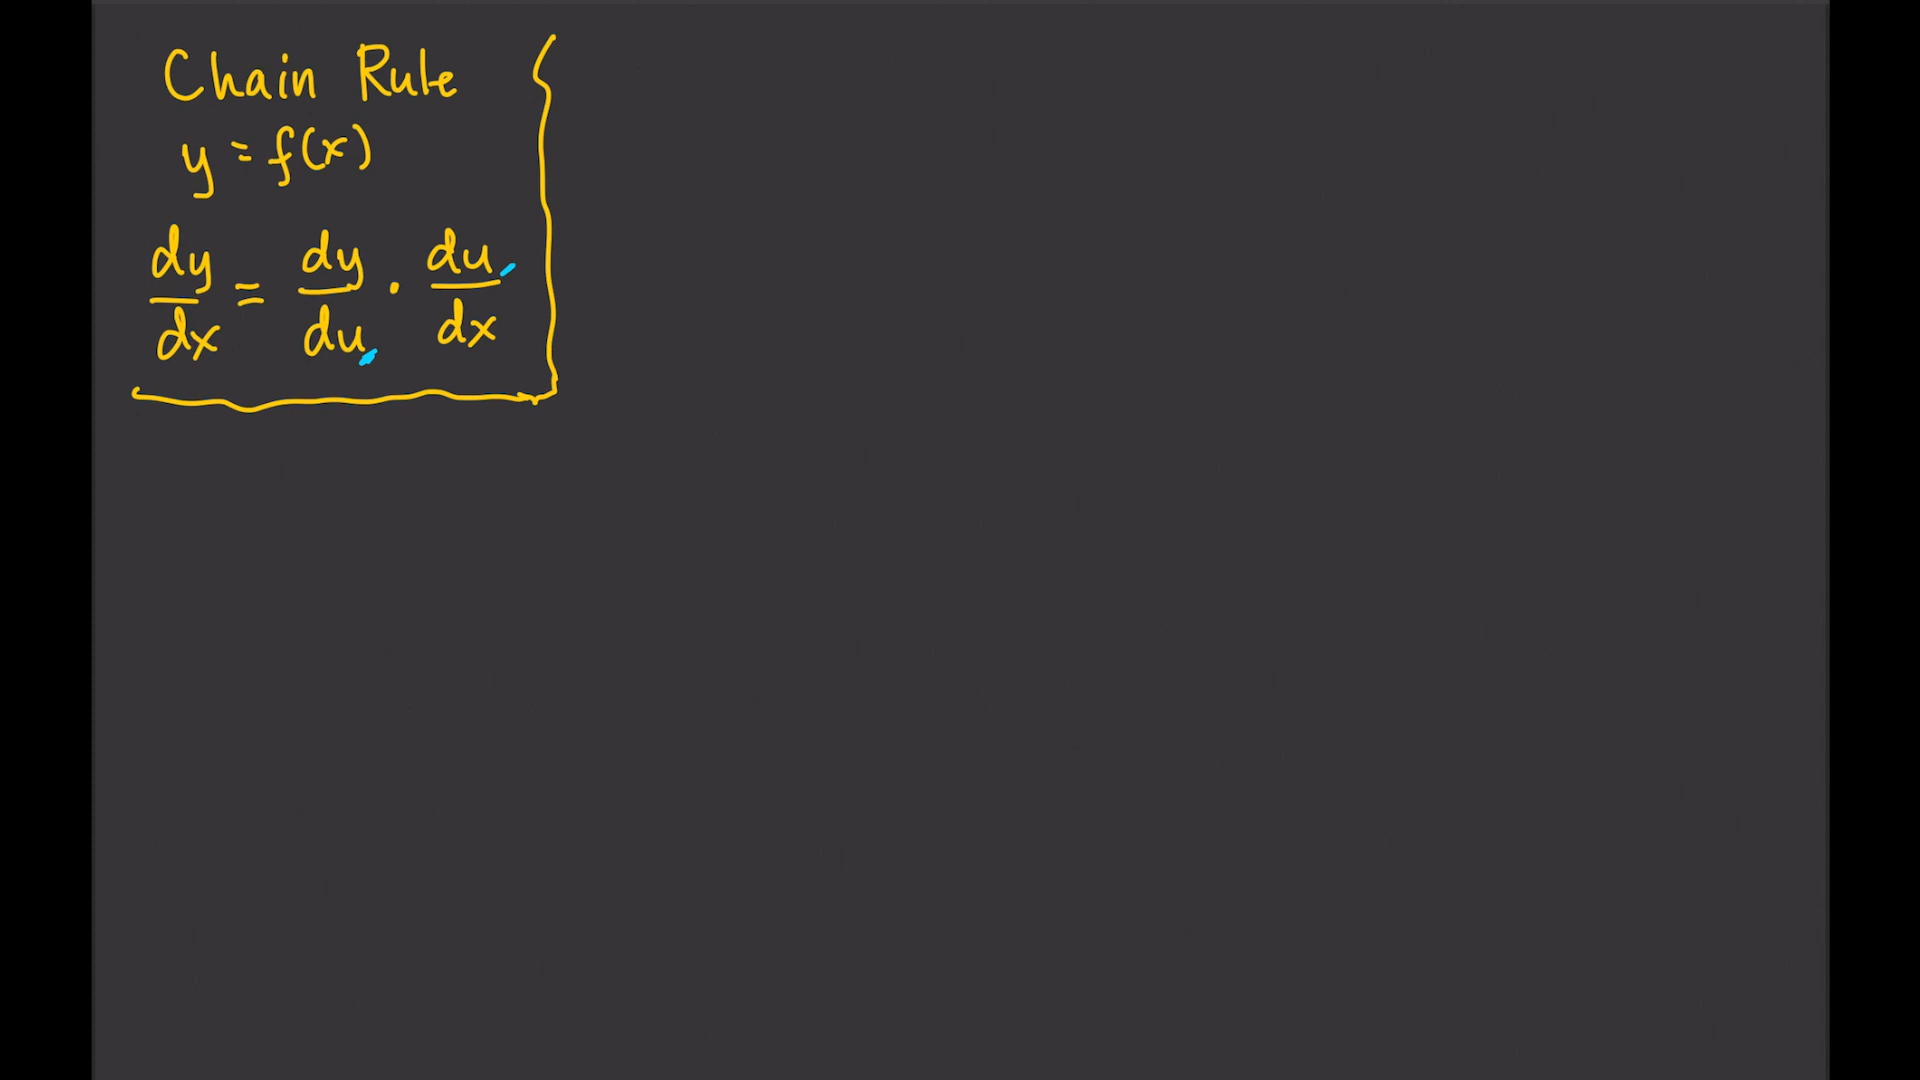 Chain Rule
y = f(x)
dy/dx = dy/du · du/dx